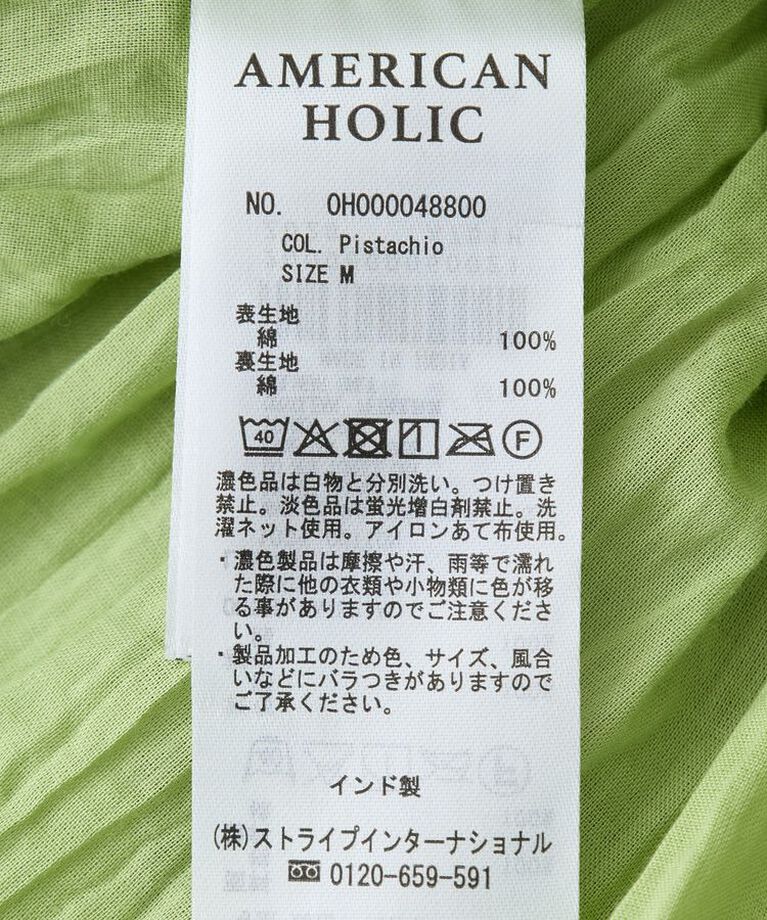 AMERICAN
HOLIC
NO. 0H000048800
COL. Pistachio
SIZE M
表生地
綿 100%
裏生地
綿 100%
40 F
濃色品は白物と分別洗い。つけ置き
禁止。淡色品は蛍光増白剤禁止。洗
濯ネット使用。アイロンあて布使用。
・濃色製品は摩擦や汗、雨等で濡れ
た際に他の衣類や小物類に色が移
る事がありますのでご注意くださ
い。
・製品加工のため色、サイズ、風合
いなどにバラつきがありますので
ご了承ください。
インド製
(株)ストライプインターナショナル
0120-659-591